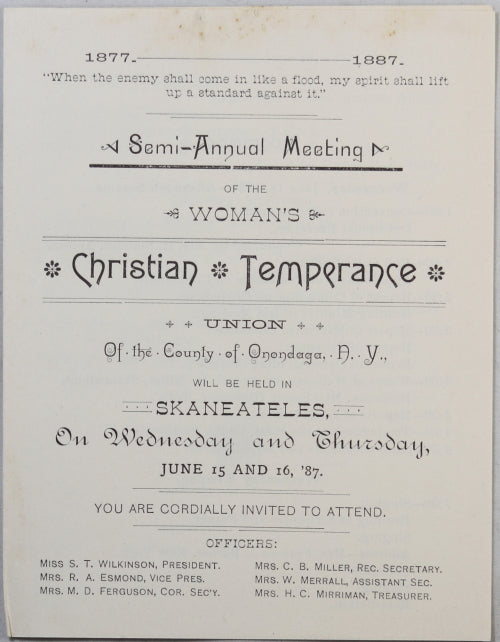 1877. 1887.
"When the enemy shall come in like a flood, my spirit shall lift
up a standard against it."
Semi-Annual Meeting
OF THE
WOMAN'S
Christian Temperance
UNION
Of the County of Onondaga, N. Y.,
WILL BE HELD IN
SKANEATELES,
On Wednesday and Thursday,
JUNE 15 AND 16, '87.
YOU ARE CORDIALLY INVITED TO ATTEND.
OFFICERS:
MISS S. T. WILKINSON, PRESIDENT.
MRS. R. A. ESMOND, VICE PRES.
MRS. M. D. FERGUSON, COR. SEC'Y.
MRS. C. B. MILLER, REC. SECRETARY.
MRS. W. MERRALL, ASSISTANT SEC.
MRS. H. C. MIRRIMAN, TREASURER.